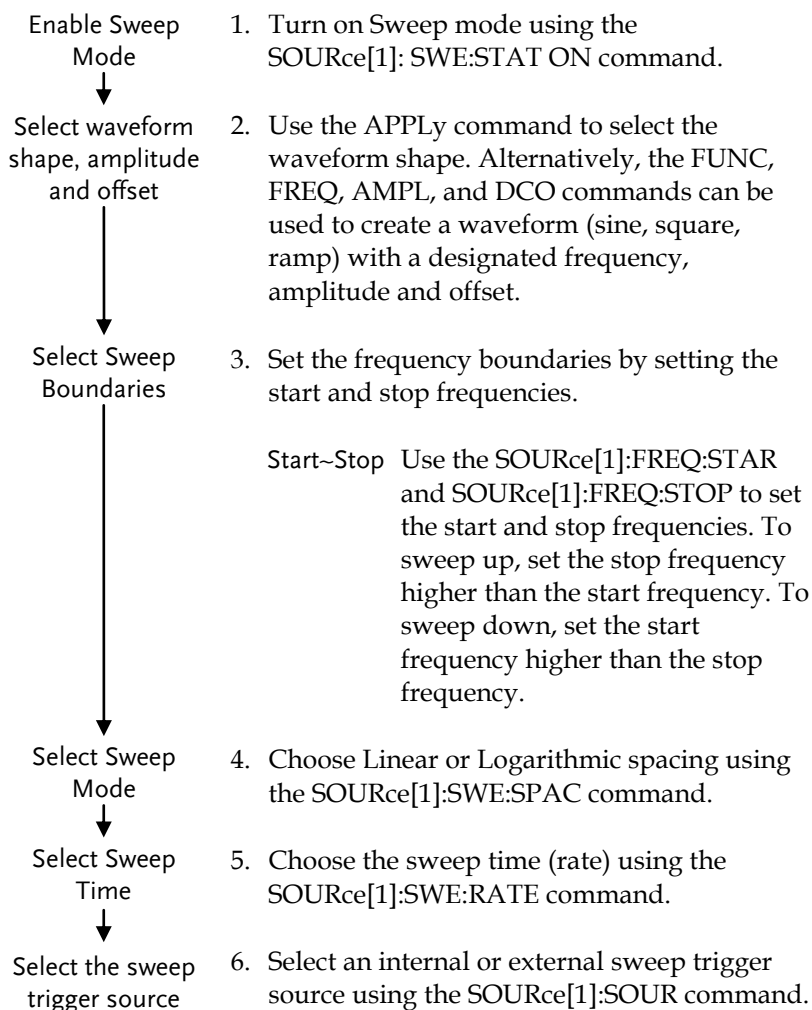 Enable Sweep
Mode
1. Turn on Sweep mode using the
SOURce[1]: SWE:STAT ON command.
Select waveform
shape, amplitude
and offset
2. Use the APPLy command to select the
waveform shape. Alternatively, the FUNC,
FREQ, AMPL, and DCO commands can be
used to create a waveform (sine, square,
ramp) with a designated frequency,
amplitude and offset.
Select Sweep
Boundaries
3. Set the frequency boundaries by setting the
start and stop frequencies.
Start~Stop Use the SOURce[1]:FREQ:STAR
and SOURce[1]:FREQ:STOP to set
the start and stop frequencies. To
sweep up, set the stop frequency
higher than the start frequency. To
sweep down, set the start
frequency higher than the stop
frequency.
Select Sweep
Mode
4. Choose Linear or Logarithmic spacing using
the SOURce[1]:SWE:SPAC command.
Select Sweep
Time
5. Choose the sweep time (rate) using the
SOURce[1]:SWE:RATE command.
Select the sweep
trigger source
6. Select an internal or external sweep trigger
source using the SOURce[1]:SOUR command.